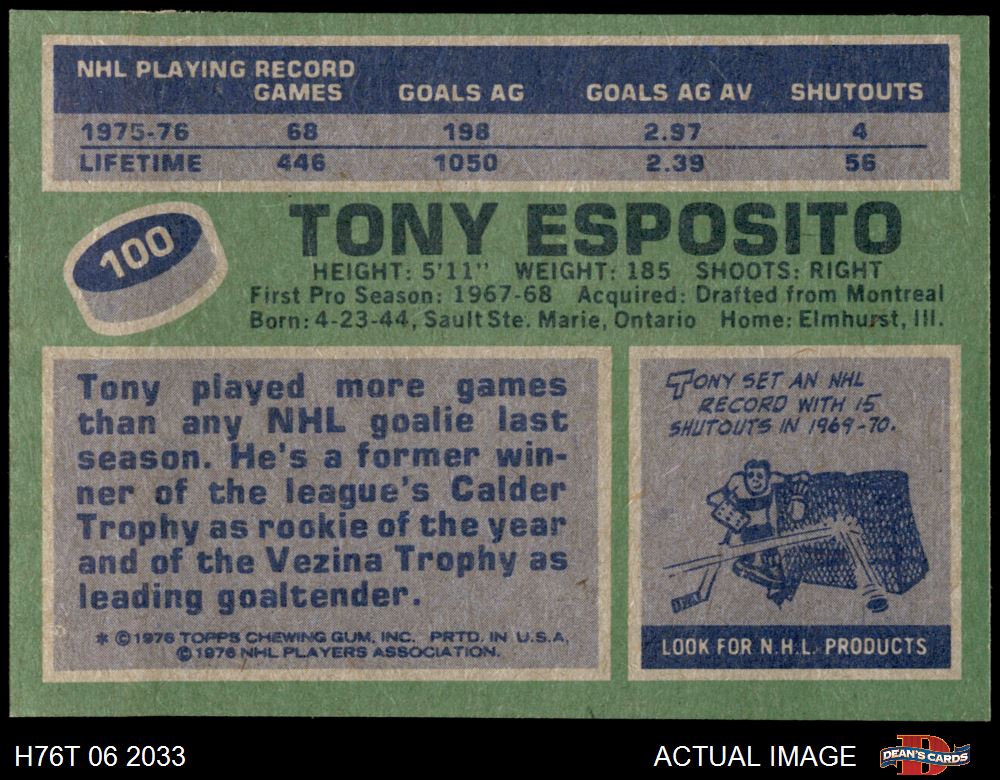 NHL PLAYING RECORD
GAMES GOALS AG GOALS AG AV SHUTOUTS
1975-76 68 198 2.97 4
LIFETIME 446 1050 2.39 56
100
TONY ESPOSITO
HEIGHT: 5'11" WEIGHT: 185 SHOOTS: RIGHT
First Pro Season: 1967-68 Acquired: Drafted from Montreal
Born: 4-23-44, Sault Ste. Marie, Ontario Home: Elmhurst, Ill.
Tony played more games
than any NHL goalie last
season. He's a former win-
ner of the league's Calder
Trophy as rookie of the year
and of the Vezina Trophy as
leading goaltender.
* © 1976 TOPPS CHEWING GUM, INC. PRTD. IN U.S.A.
© 1976 NHL PLAYERS ASSOCIATION.
TONY SET AN NHL
RECORD WITH 15
SHUTOUTS IN 1969-70.
LOOK FOR N.H.L. PRODUCTS
H76T 06 2033 ACTUAL IMAGE
DEAN'S CARDS